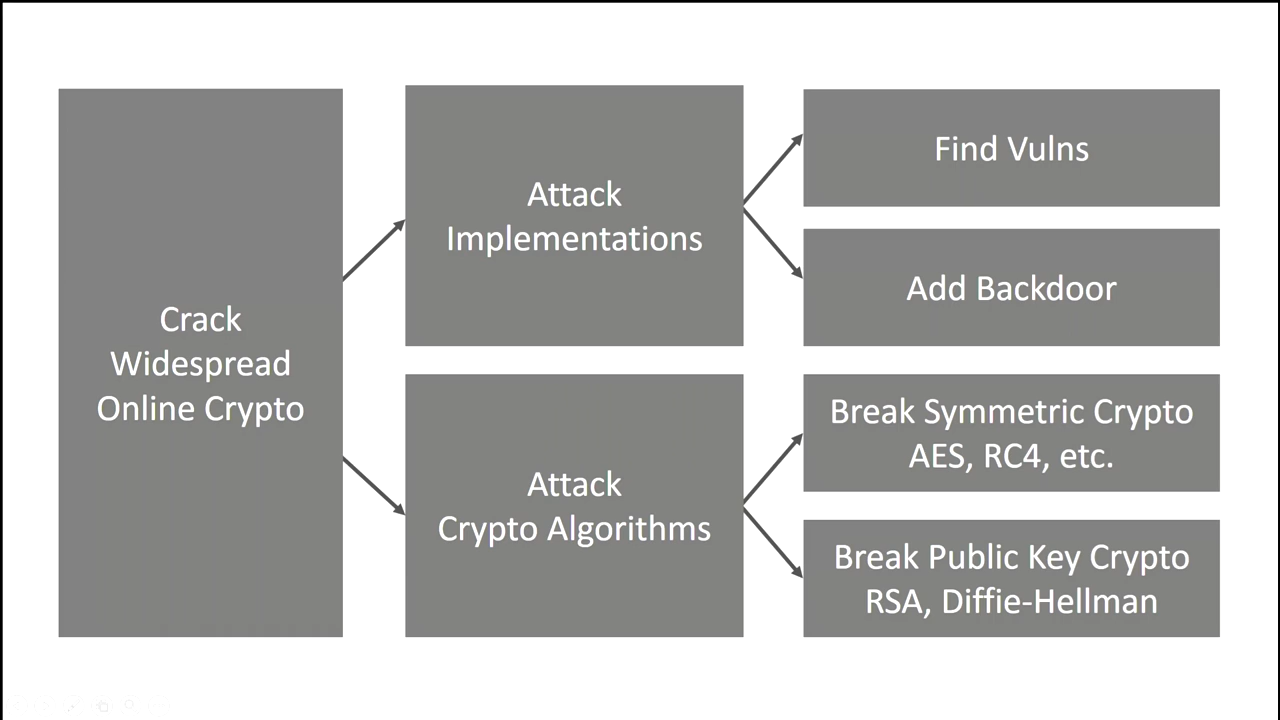 Crack
Widespread
Online Crypto
Attack
Implementations
Find Vulns
Add Backdoor
Attack
Crypto Algorithms
Break Symmetric Crypto
AES, RC4, etc.
Break Public Key Crypto
RSA, Diffie-Hellman